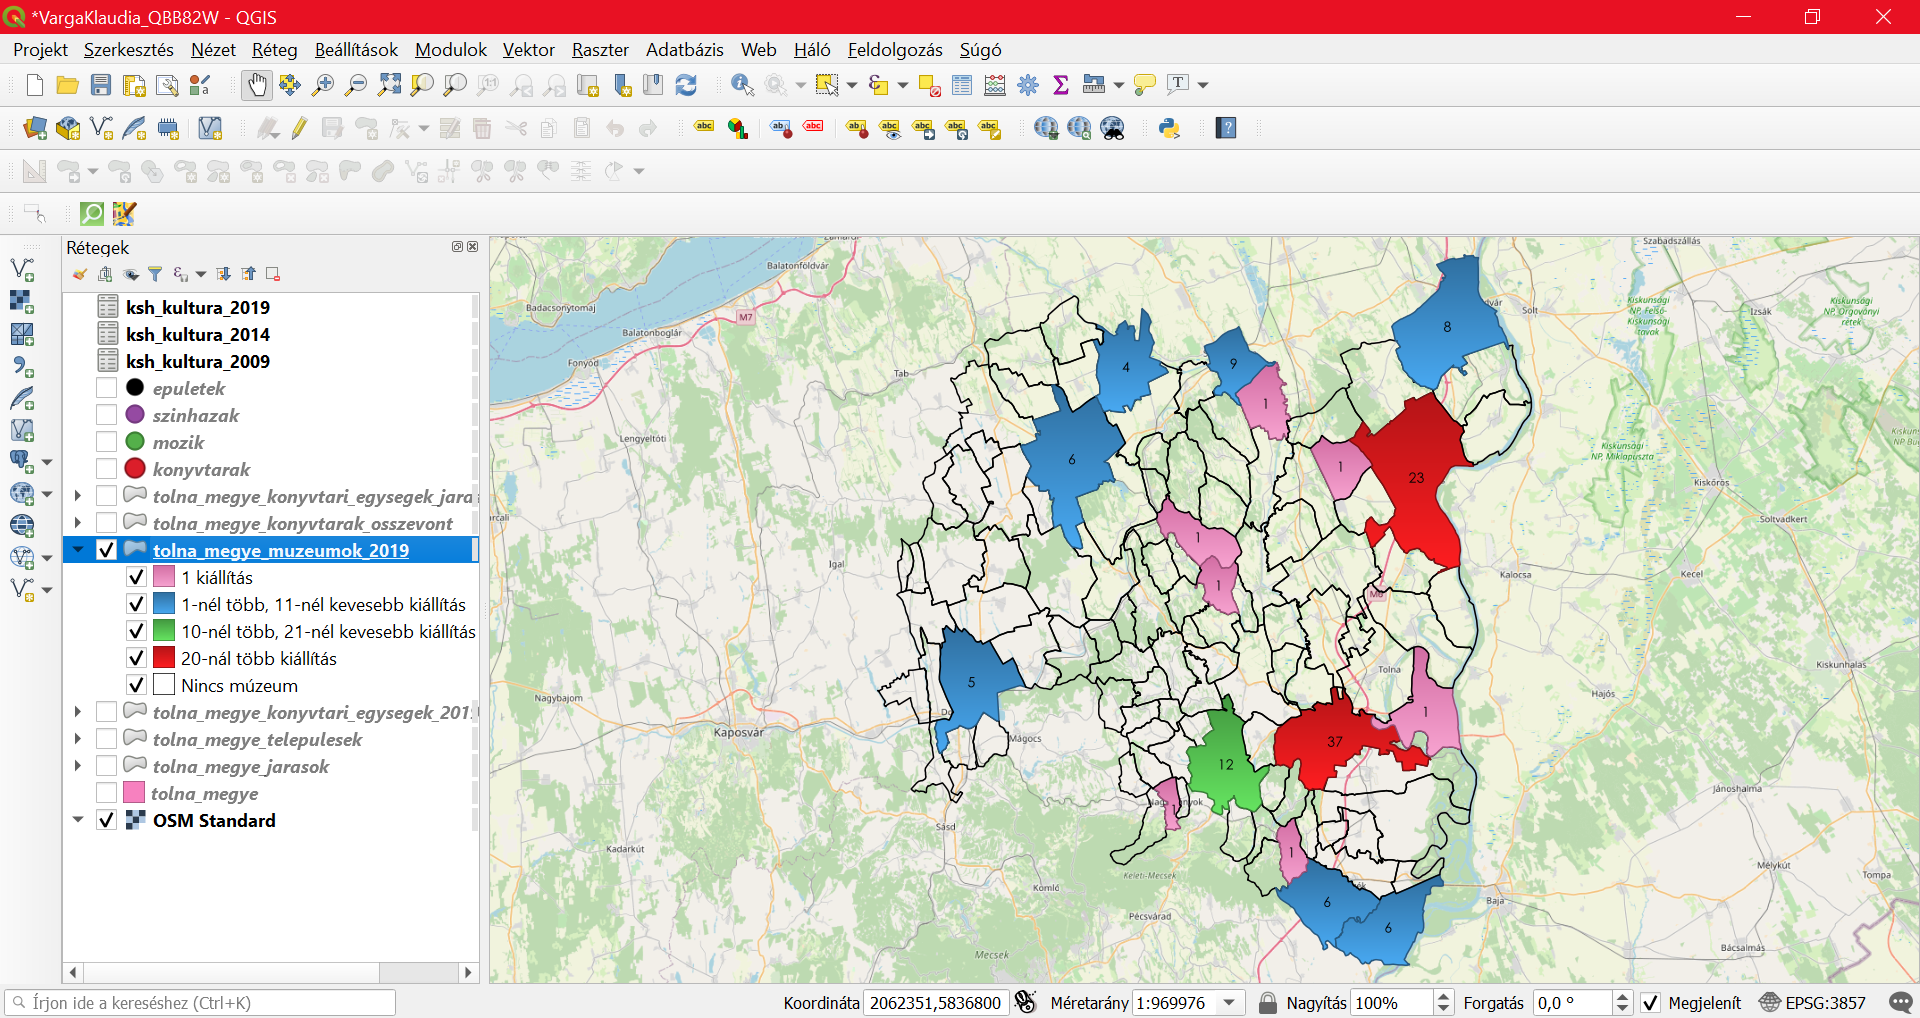 *VargaKlaudia_QBB82W - QGIS
Projekt Szerkesztés Nézet Réteg Beállítások Modulok Vektor Raszter Adatbázis Web Háló Feldolgozás Súgó
Rétegek
ksh_kultura_2019
ksh_kultura_2014
ksh_kultura_2009
epuletek
szinhazak
mozik
konyvtarak
tolna_megye_konyvtari_egysegek_jara
tolna_megye_konyvtarak_osszevont
tolna_megye_muzeumok_2019
1 kiállítás
1-nél több, 11-nél kevesebb kiállítás
10-nél több, 21-nél kevesebb kiállítás
20-nál több kiállítás
Nincs múzeum
tolna_megye_konyvtari_egysegek_201
tolna_megye_telepulesek
tolna_megye_jarasok
tolna_megye
OSM Standard
Szabadszállás
Balatonföldvár
Badacsonytomaj
M7
Balatonboglár
Fonyód
Tab
Lengyeltóti
Igal
Nagybajom
Kaposvár
Mágocs
Sásd
Kadarkút
Komló
Keleti-Mecsek
Pécsvárad
Mecsek
Solt
Izsák
Kiskunsági
NP, Felső-
Kiskunsági
tavak
Kiskunsági
NP, Orgoványi
rétek
Kiskunsági
NP, Miklapuszta
Kiskőrös
Soltvadkert
Kalocsa
Kecel
M6
Tolna
Hajós
Kiskunhalas
Jánoshalma
Mélykút
Tompa
Baja
Bácsalmás
8
4
9
1
6
1
23
1
1
5
1
37
12
1
1
6
6
Írjon ide a kereséshez (Ctrl+K)
Koordináta 2062351,5836800 Méretarány 1:969976 Nagyítás 100% Forgatás 0,0 ° Megjelenít EPSG:3857